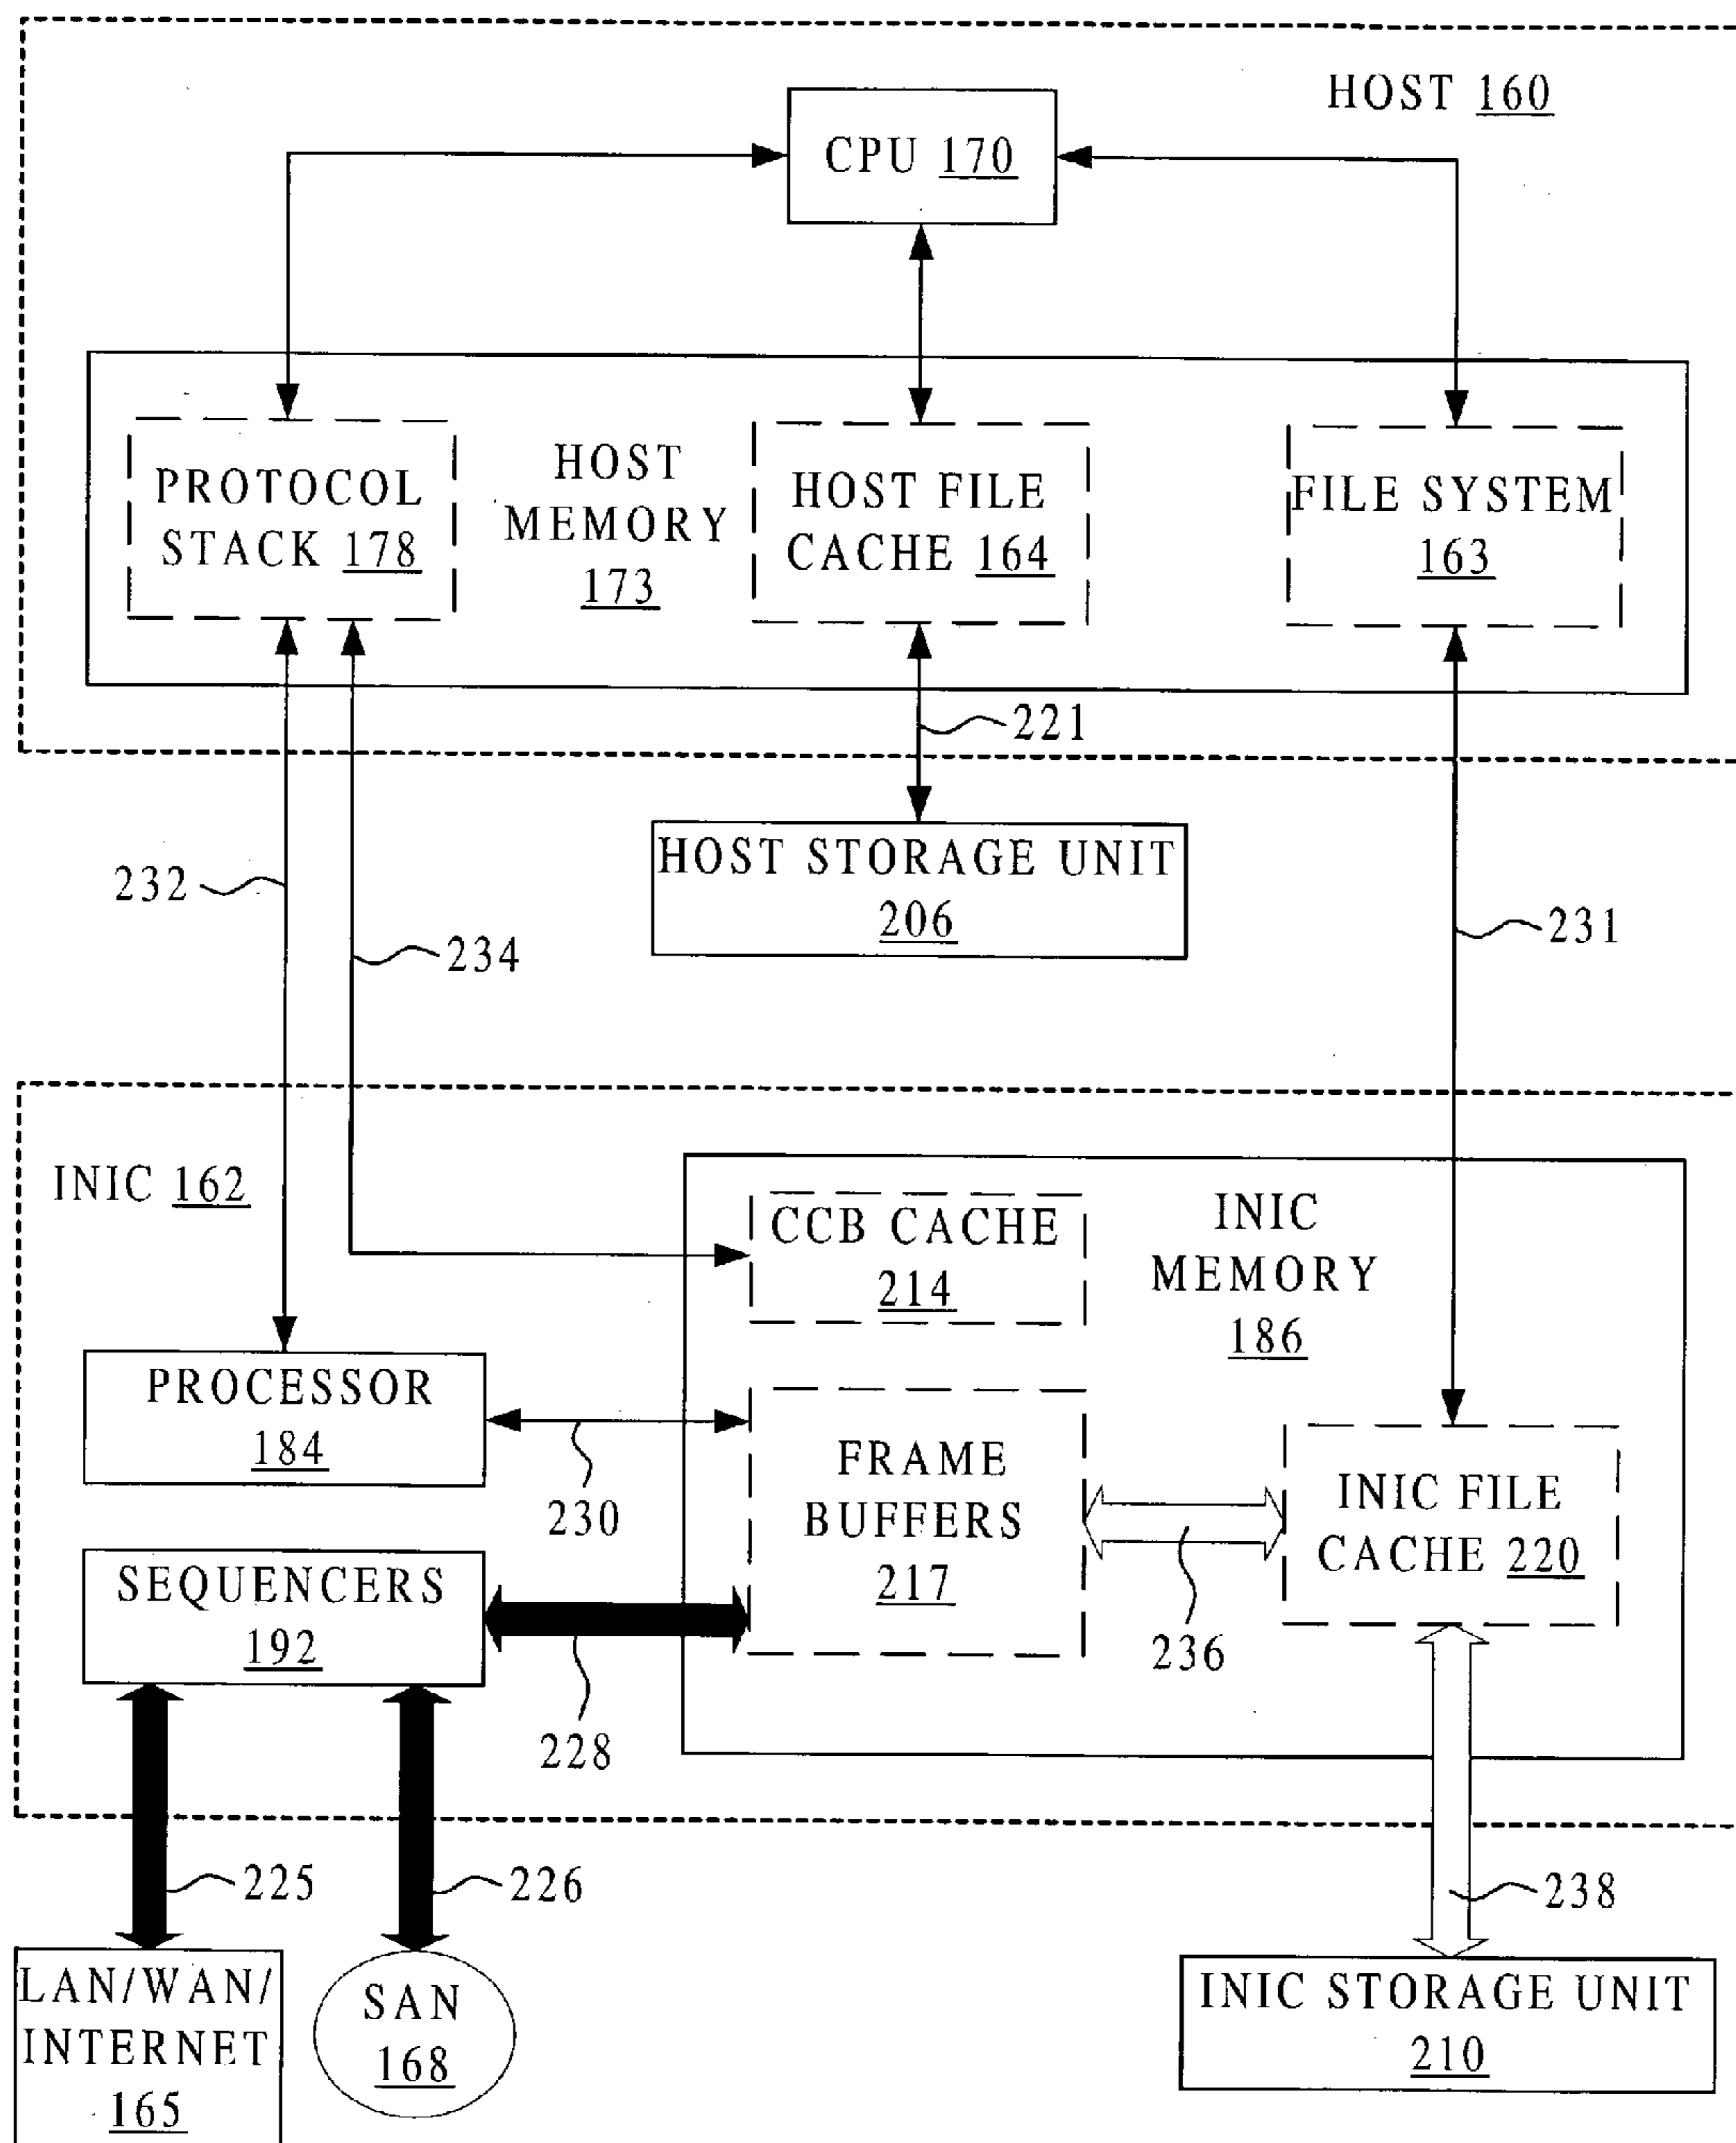 HOST 160
CPU 170
PROTOCOL
STACK 178
HOST
MEMORY
173
HOST FILE
CACHE 164
FILE SYSTEM
163
221
HOST STORAGE UNIT
206
232
234
231
INIC 162
CCB CACHE
214
INIC
MEMORY
186
PROCESSOR
184
230
FRAME
BUFFERS
217
INIC FILE
CACHE 220
236
SEQUENCERS
192
228
225
226
238
LAN/WAN/
INTERNET
165
SAN
168
INIC STORAGE UNIT
210